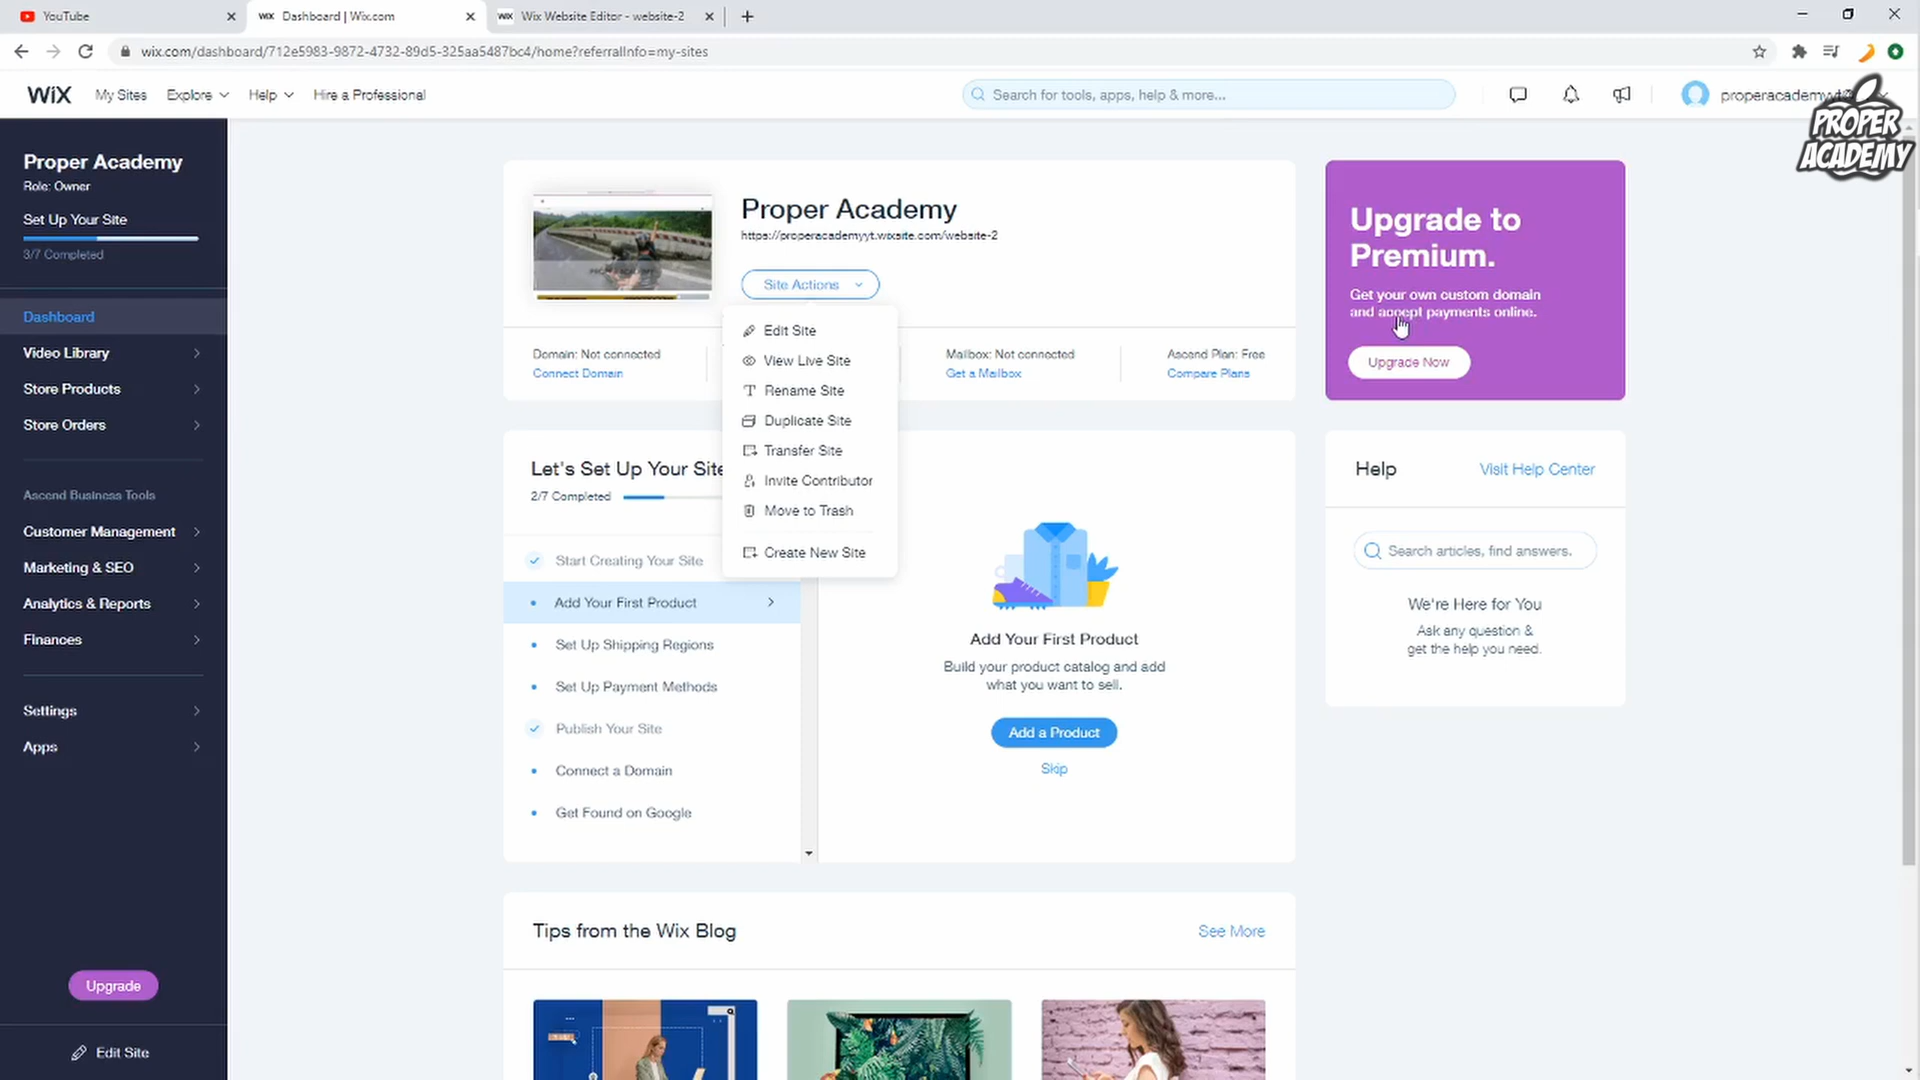 YouTube
WiX Dashboard | Wix.com
WiX Wix Website Editor - website-2
wix.com/dashboard/712e5983-9872-4732-89d5-325aa5487bc4/home?referralInfo=my-sites
WiX My Sites Explore Help Hire a Professional
Search for tools, apps, help & more...
properacademyyt@
PROPER
ACADEMY
Proper Academy
Role: Owner
Set Up Your Site
3/7 Completed
Dashboard
Video Library
Store Products
Store Orders
Ascend Business Tools
Customer Management
Marketing & SEO
Analytics & Reports
Finances
Settings
Apps
Upgrade
Edit Site
Proper Academy
https://properacademyyt.wixsite.com/website-2
Site Actions
Edit Site
View Live Site
Rename Site
Duplicate Site
Transfer Site
Invite Contributor
Move to Trash
Create New Site
Domain: Not connected
Connect Domain
Mailbox: Not connected
Get a Mailbox
Ascend Plan: Free
Compare Plans
Let's Set Up Your Site
2/7 Completed
Start Creating Your Site
Add Your First Product
Set Up Shipping Regions
Set Up Payment Methods
Publish Your Site
Connect a Domain
Get Found on Google
Add Your First Product
Build your product catalog and add
what you want to sell.
Add a Product
Skip
Upgrade to
Premium.
Get your own custom domain
and accept payments online.
Upgrade Now
Help
Visit Help Center
Search articles, find answers.
We're Here for You
Ask any question &
get the help you need.
Tips from the Wix Blog
See More